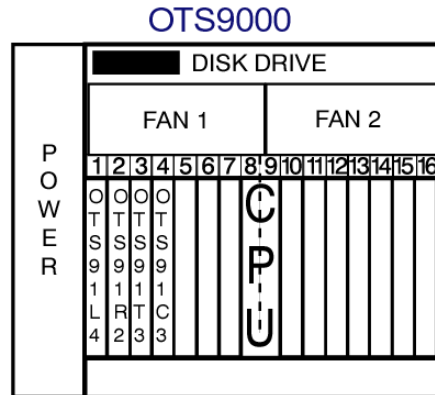 OTS9000
DISK DRIVE
FAN 1 FAN 2
POWER
1 2 3 4 5 6 7 8 9 10 11 12 13 14 15 16
OTS91L4
OTS91R2
OTS91T3
OTS91C3
CPU